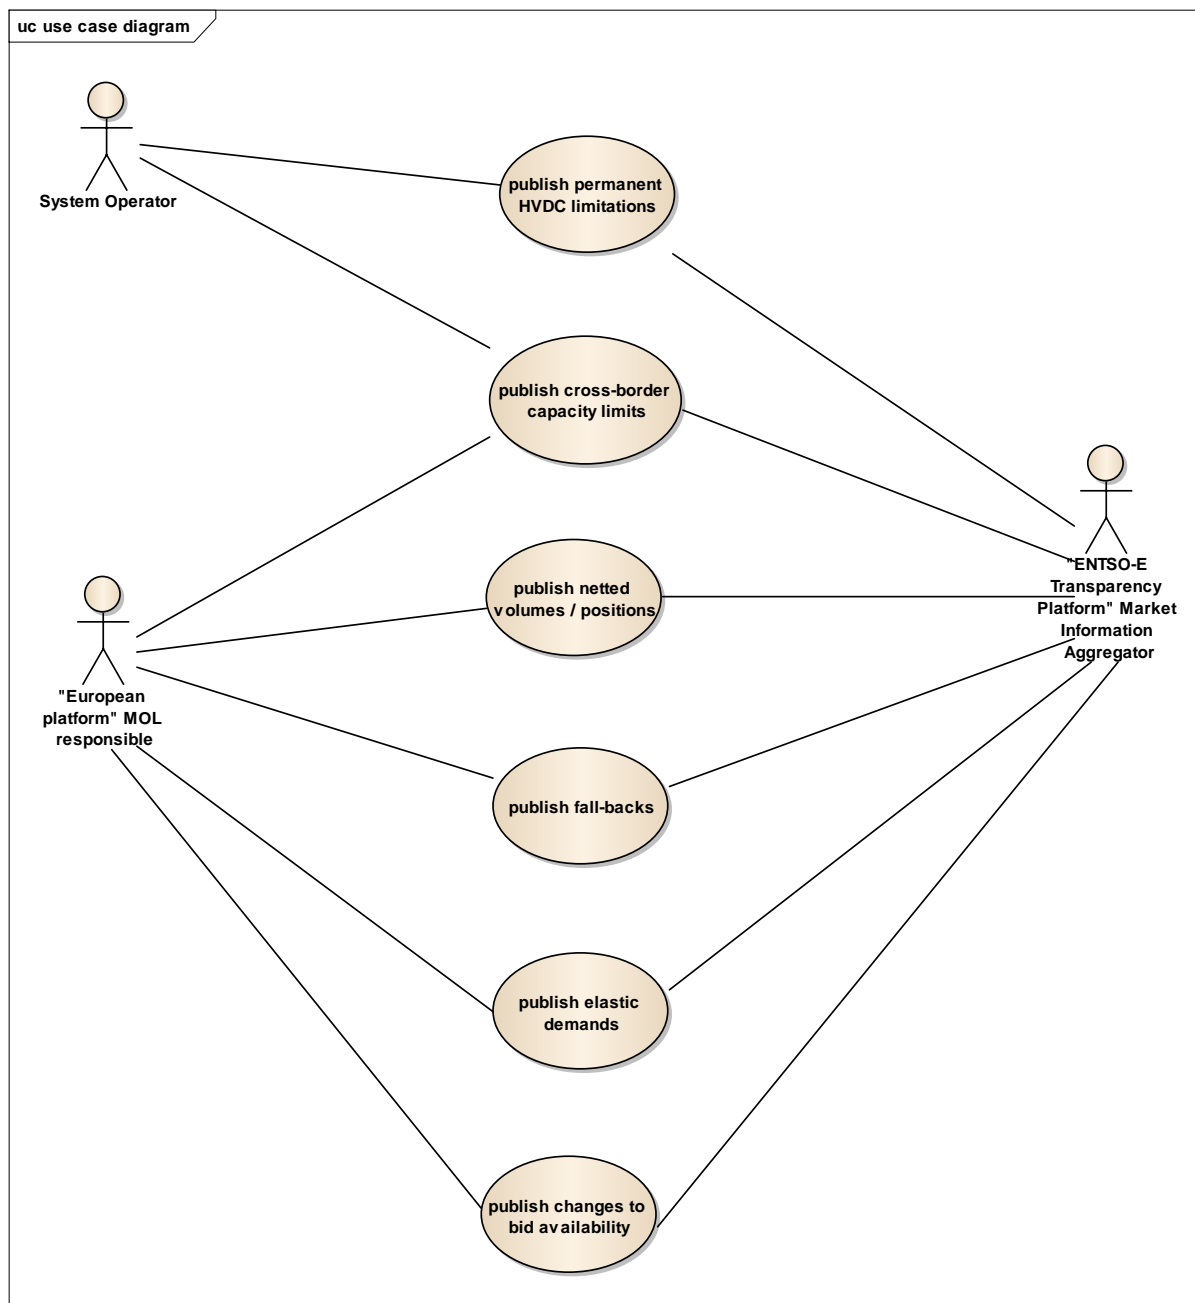 uc use case diagram
System Operator
publish permanent
HVDC limitations
publish cross-border
capacity limits
"ENTSO-E
Transparency
Platform" Market
Information
Aggregator
publish netted
volumes / positions
"European
platform" MOL
responsible
publish fall-backs
publish elastic
demands
publish changes to
bid availability